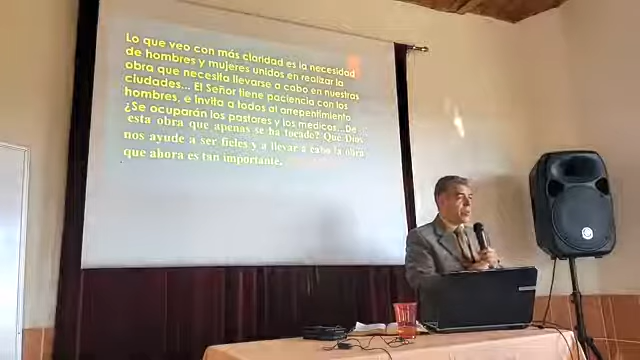 Lo que veo con más claridad es la necesidad
de hombres y mujeres unidos en realizar la
obra que necesita llevarse a cabo en nuestras
ciudades... El Señor tiene paciencia con los
hombres, e invita a todos al arrepentimiento
¿Se ocuparán los pastores y los medicos...De
esta obra que apenas se ha tocado? Que Dios
nos ayude a ser fieles y a llevar a cabo la obra
que ahora es tan importante.